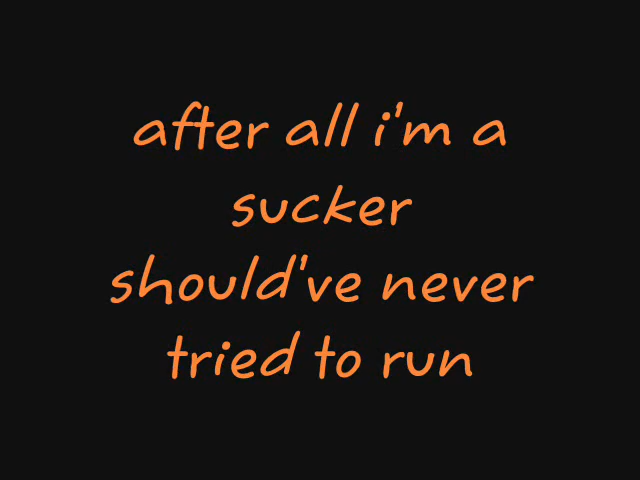 after all i'm a
sucker
should've never
tried to run